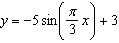 y = −5 sin(π/3 x) + 3